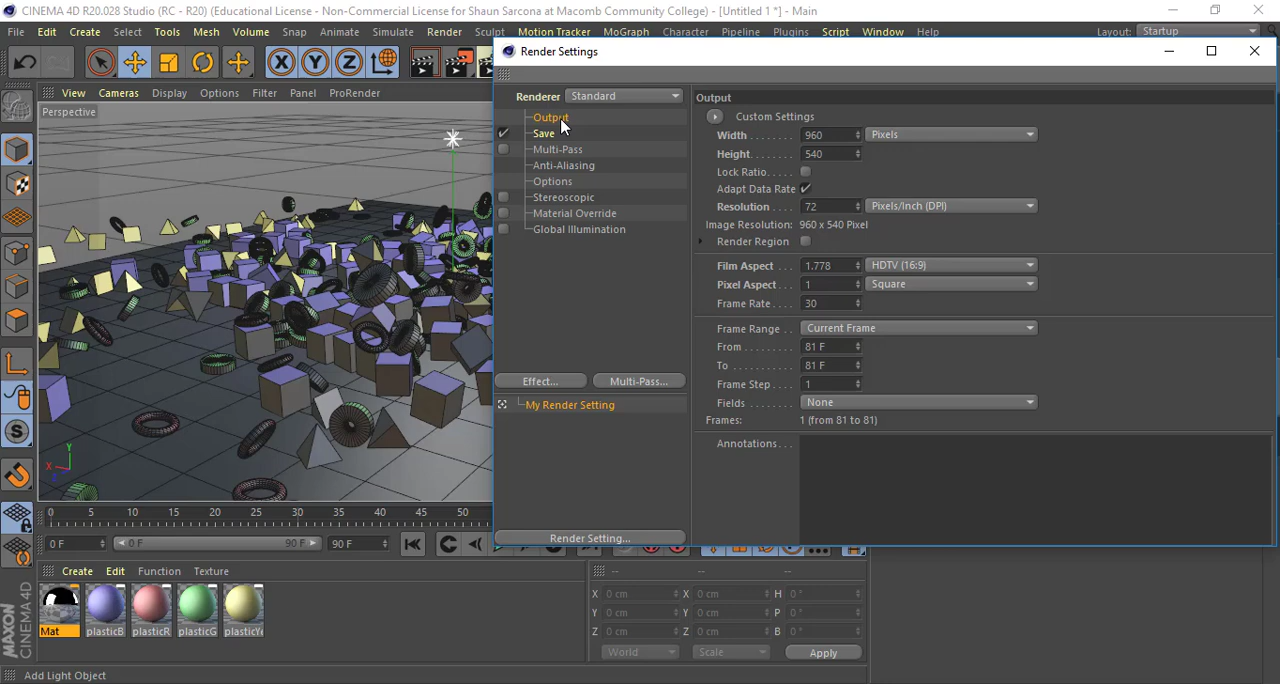 CINEMA 4D R20.028 Studio (RC - R20) (Educational License - Non-Commercial License for Shaun Sarcona at Macomb Community College) - [Untitled 1 *] - Main
File Edit Create Select Tools Mesh Volume Snap Animate Simulate Render Sculpt Motion Tracker MoGraph Character Pipeline Plugins Script Window Help Layout: Startup
Render Settings
View Cameras Display Options Filter Panel ProRender
Perspective
Renderer Standard
Output
Save
Multi-Pass
Anti-Aliasing
Options
Stereoscopic
Material Override
Global Illumination
Effect... Multi-Pass...
My Render Setting
Render Setting...
Output
Custom Settings
Width 960 Pixels
Height 540
Lock Ratio
Adapt Data Rate
Resolution 72 Pixels/Inch (DPI)
Image Resolution: 960 x 540 Pixel
Render Region
Film Aspect 1.778 HDTV (16:9)
Pixel Aspect 1 Square
Frame Rate 30
Frame Range Current Frame
From 81 F
To 81 F
Frame Step 1
Fields None
Frames: 1 (from 81 to 81)
Annotations
Y
X
Z
0 5 10 15 20 25 30 35 40 45 50
0 F 0 F 90 F 90 F
Create Edit Function Texture
Mat plasticB plasticR plasticG plasticYe
-- -- --
X 0 cm X 0 cm H 0 °
Y 0 cm Y 0 cm P 0 °
Z 0 cm Z 0 cm B 0 °
World Scale Apply
MAXON
CINEMA 4D
Add Light Object